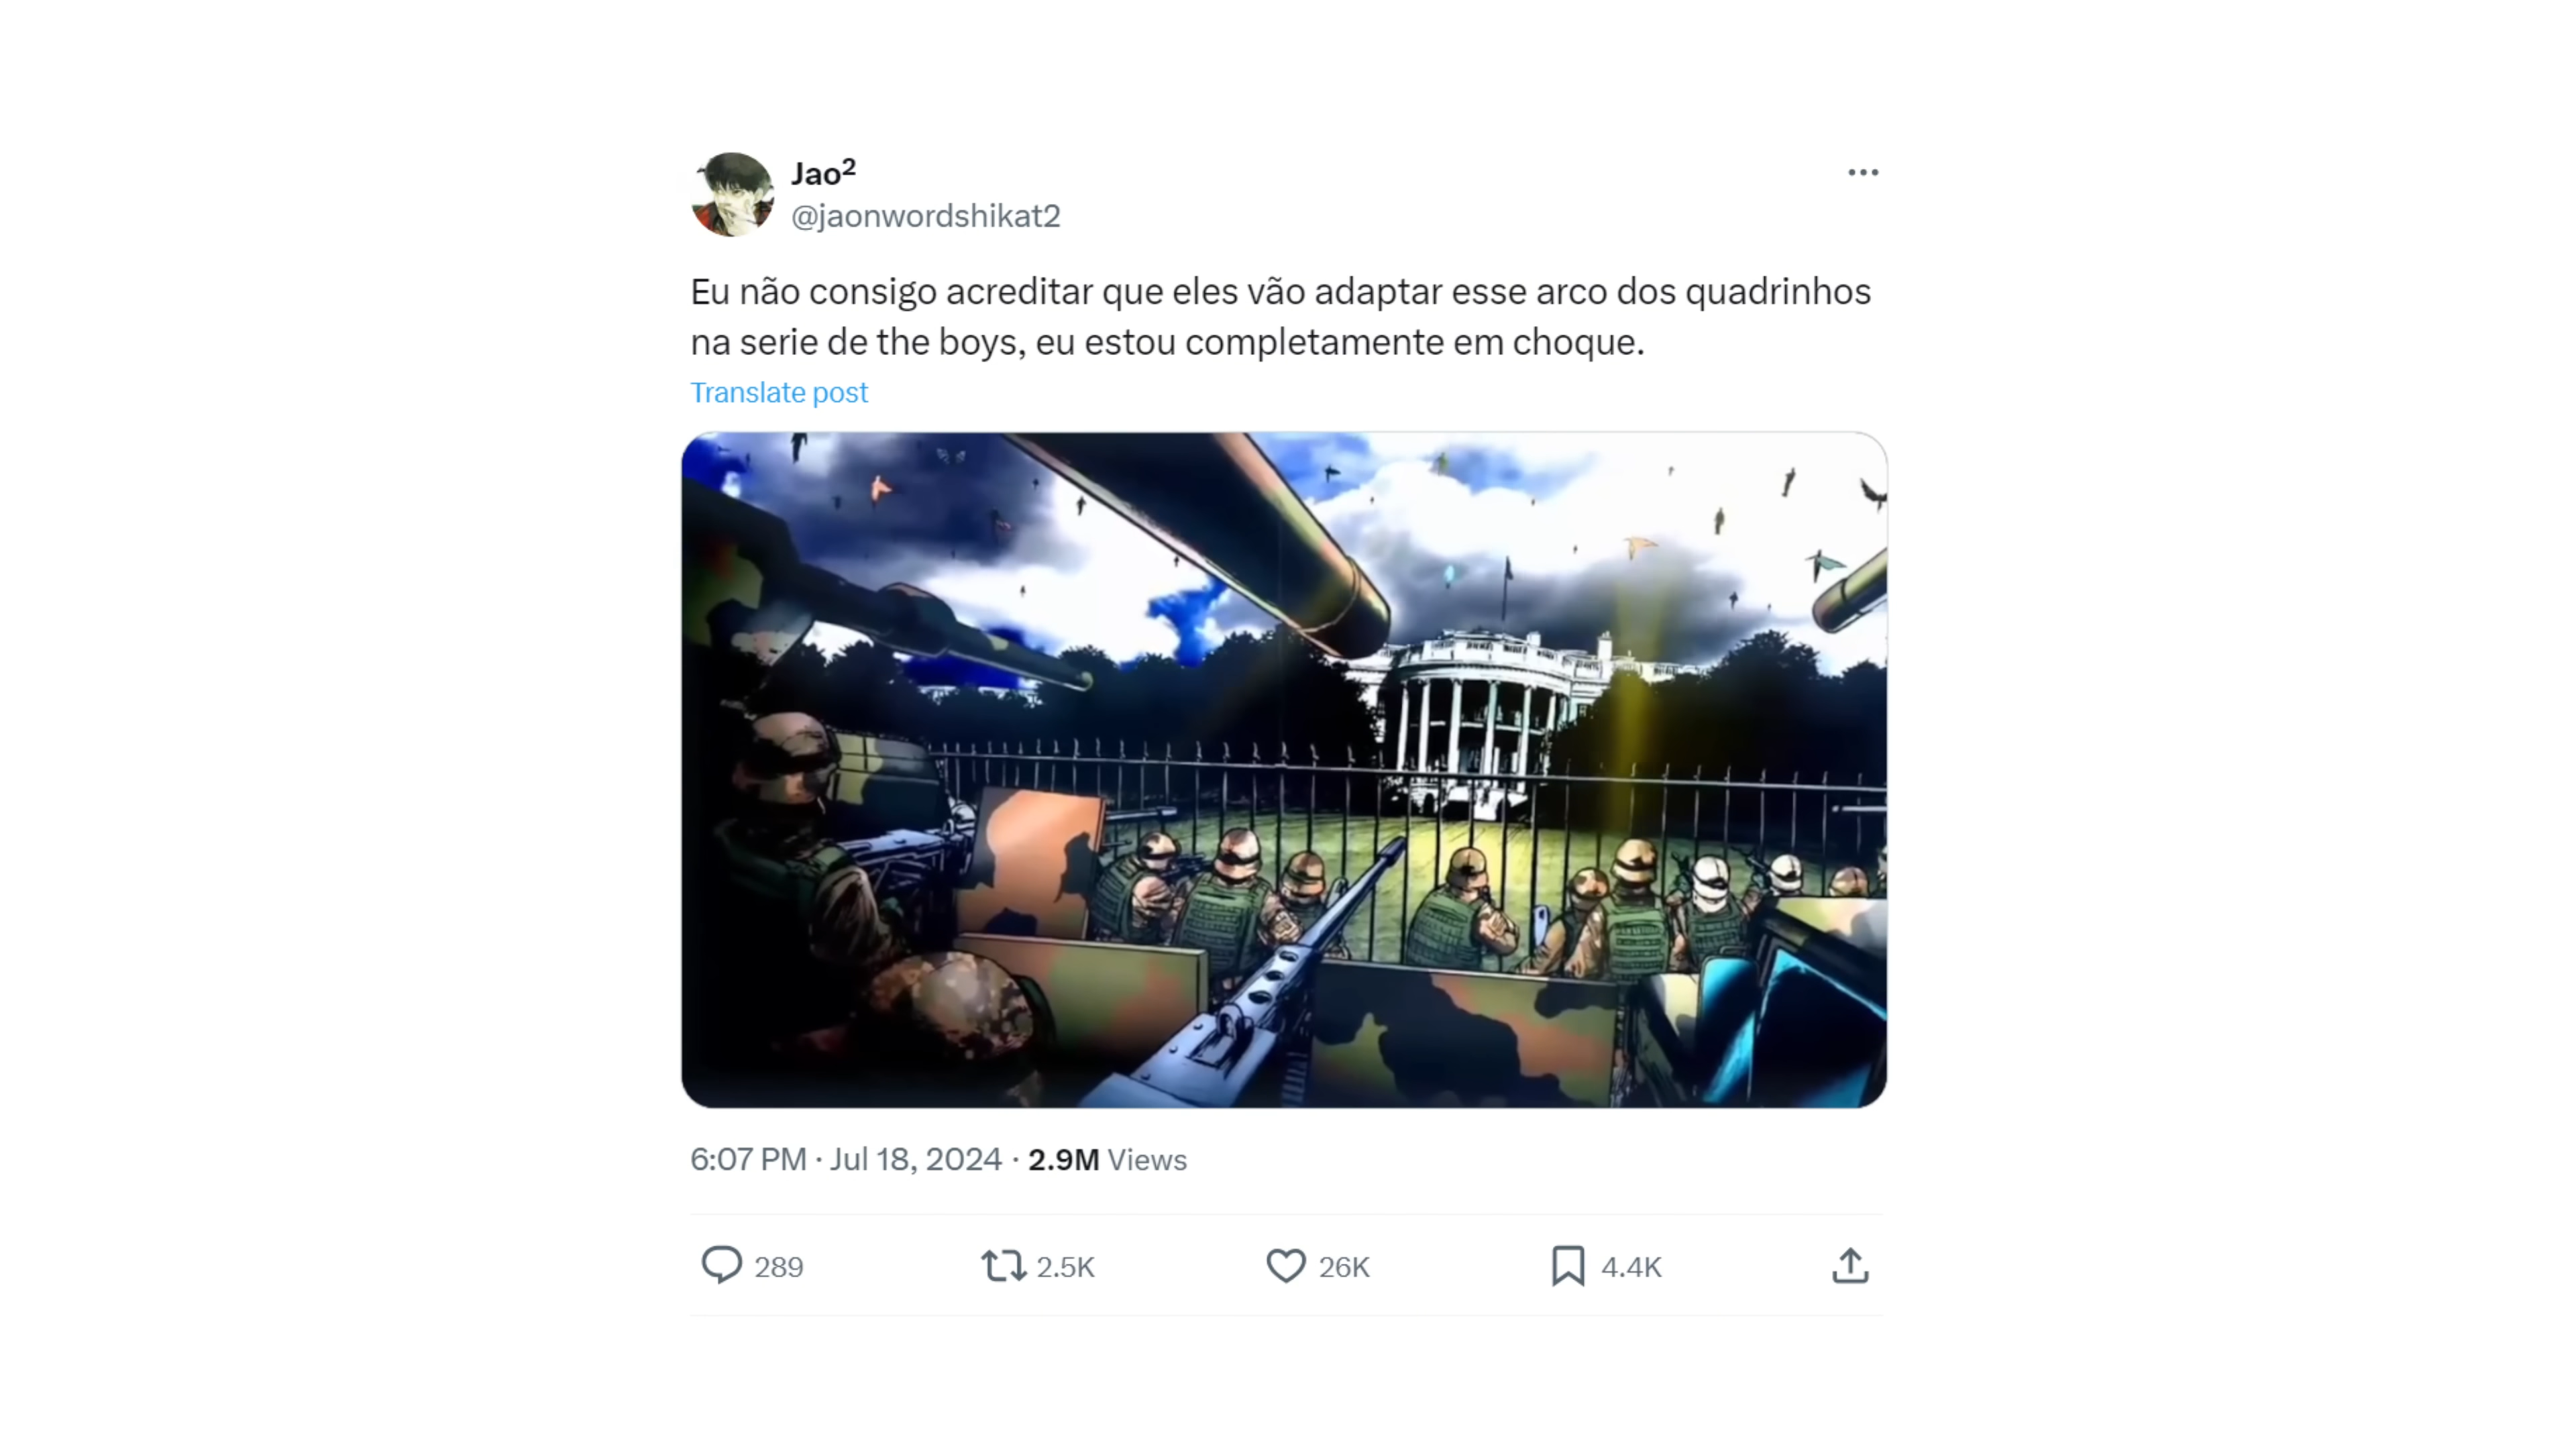 Jao²
@jaonwordshikat2
Eu não consigo acreditar que eles vão adaptar esse arco dos quadrinhos
na serie de the boys, eu estou completamente em choque.
Translate post
6:07 PM · Jul 18, 2024 · 2.9M Views
289 2.5K 26K 4.4K